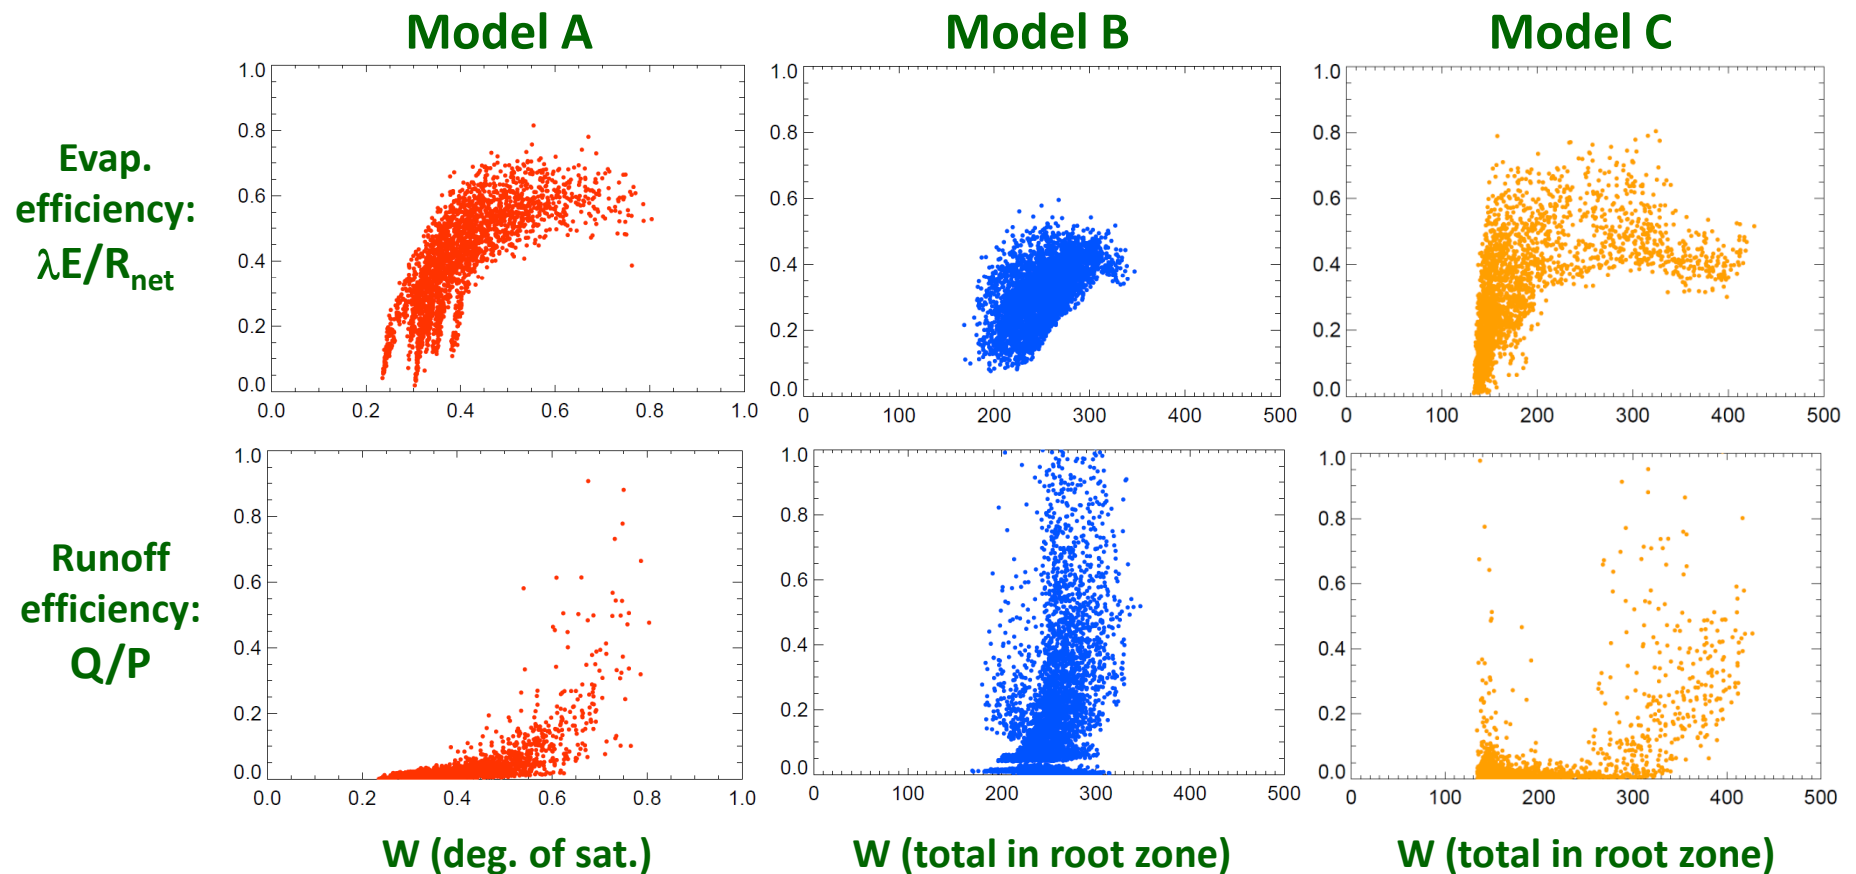 Model A
Model B
Model C
Evap.
efficiency:
λE/Rnet
1.0
0.8
0.6
0.4
0.2
0.0
0.0 0.2 0.4 0.6 0.8 1.0
1.0
0.8
0.6
0.4
0.2
0.0
0 100 200 300 400 500
1.0
0.8
0.6
0.4
0.2
0.0
0 100 200 300 400 500
Runoff
efficiency:
Q/P
1.0
0.8
0.6
0.4
0.2
0.0
0.0 0.2 0.4 0.6 0.8 1.0
1.0
0.8
0.6
0.4
0.2
0.0
0 100 200 300 400 500
1.0
0.8
0.6
0.4
0.2
0.0
0 100 200 300 400 500
W (deg. of sat.)
W (total in root zone)
W (total in root zone)